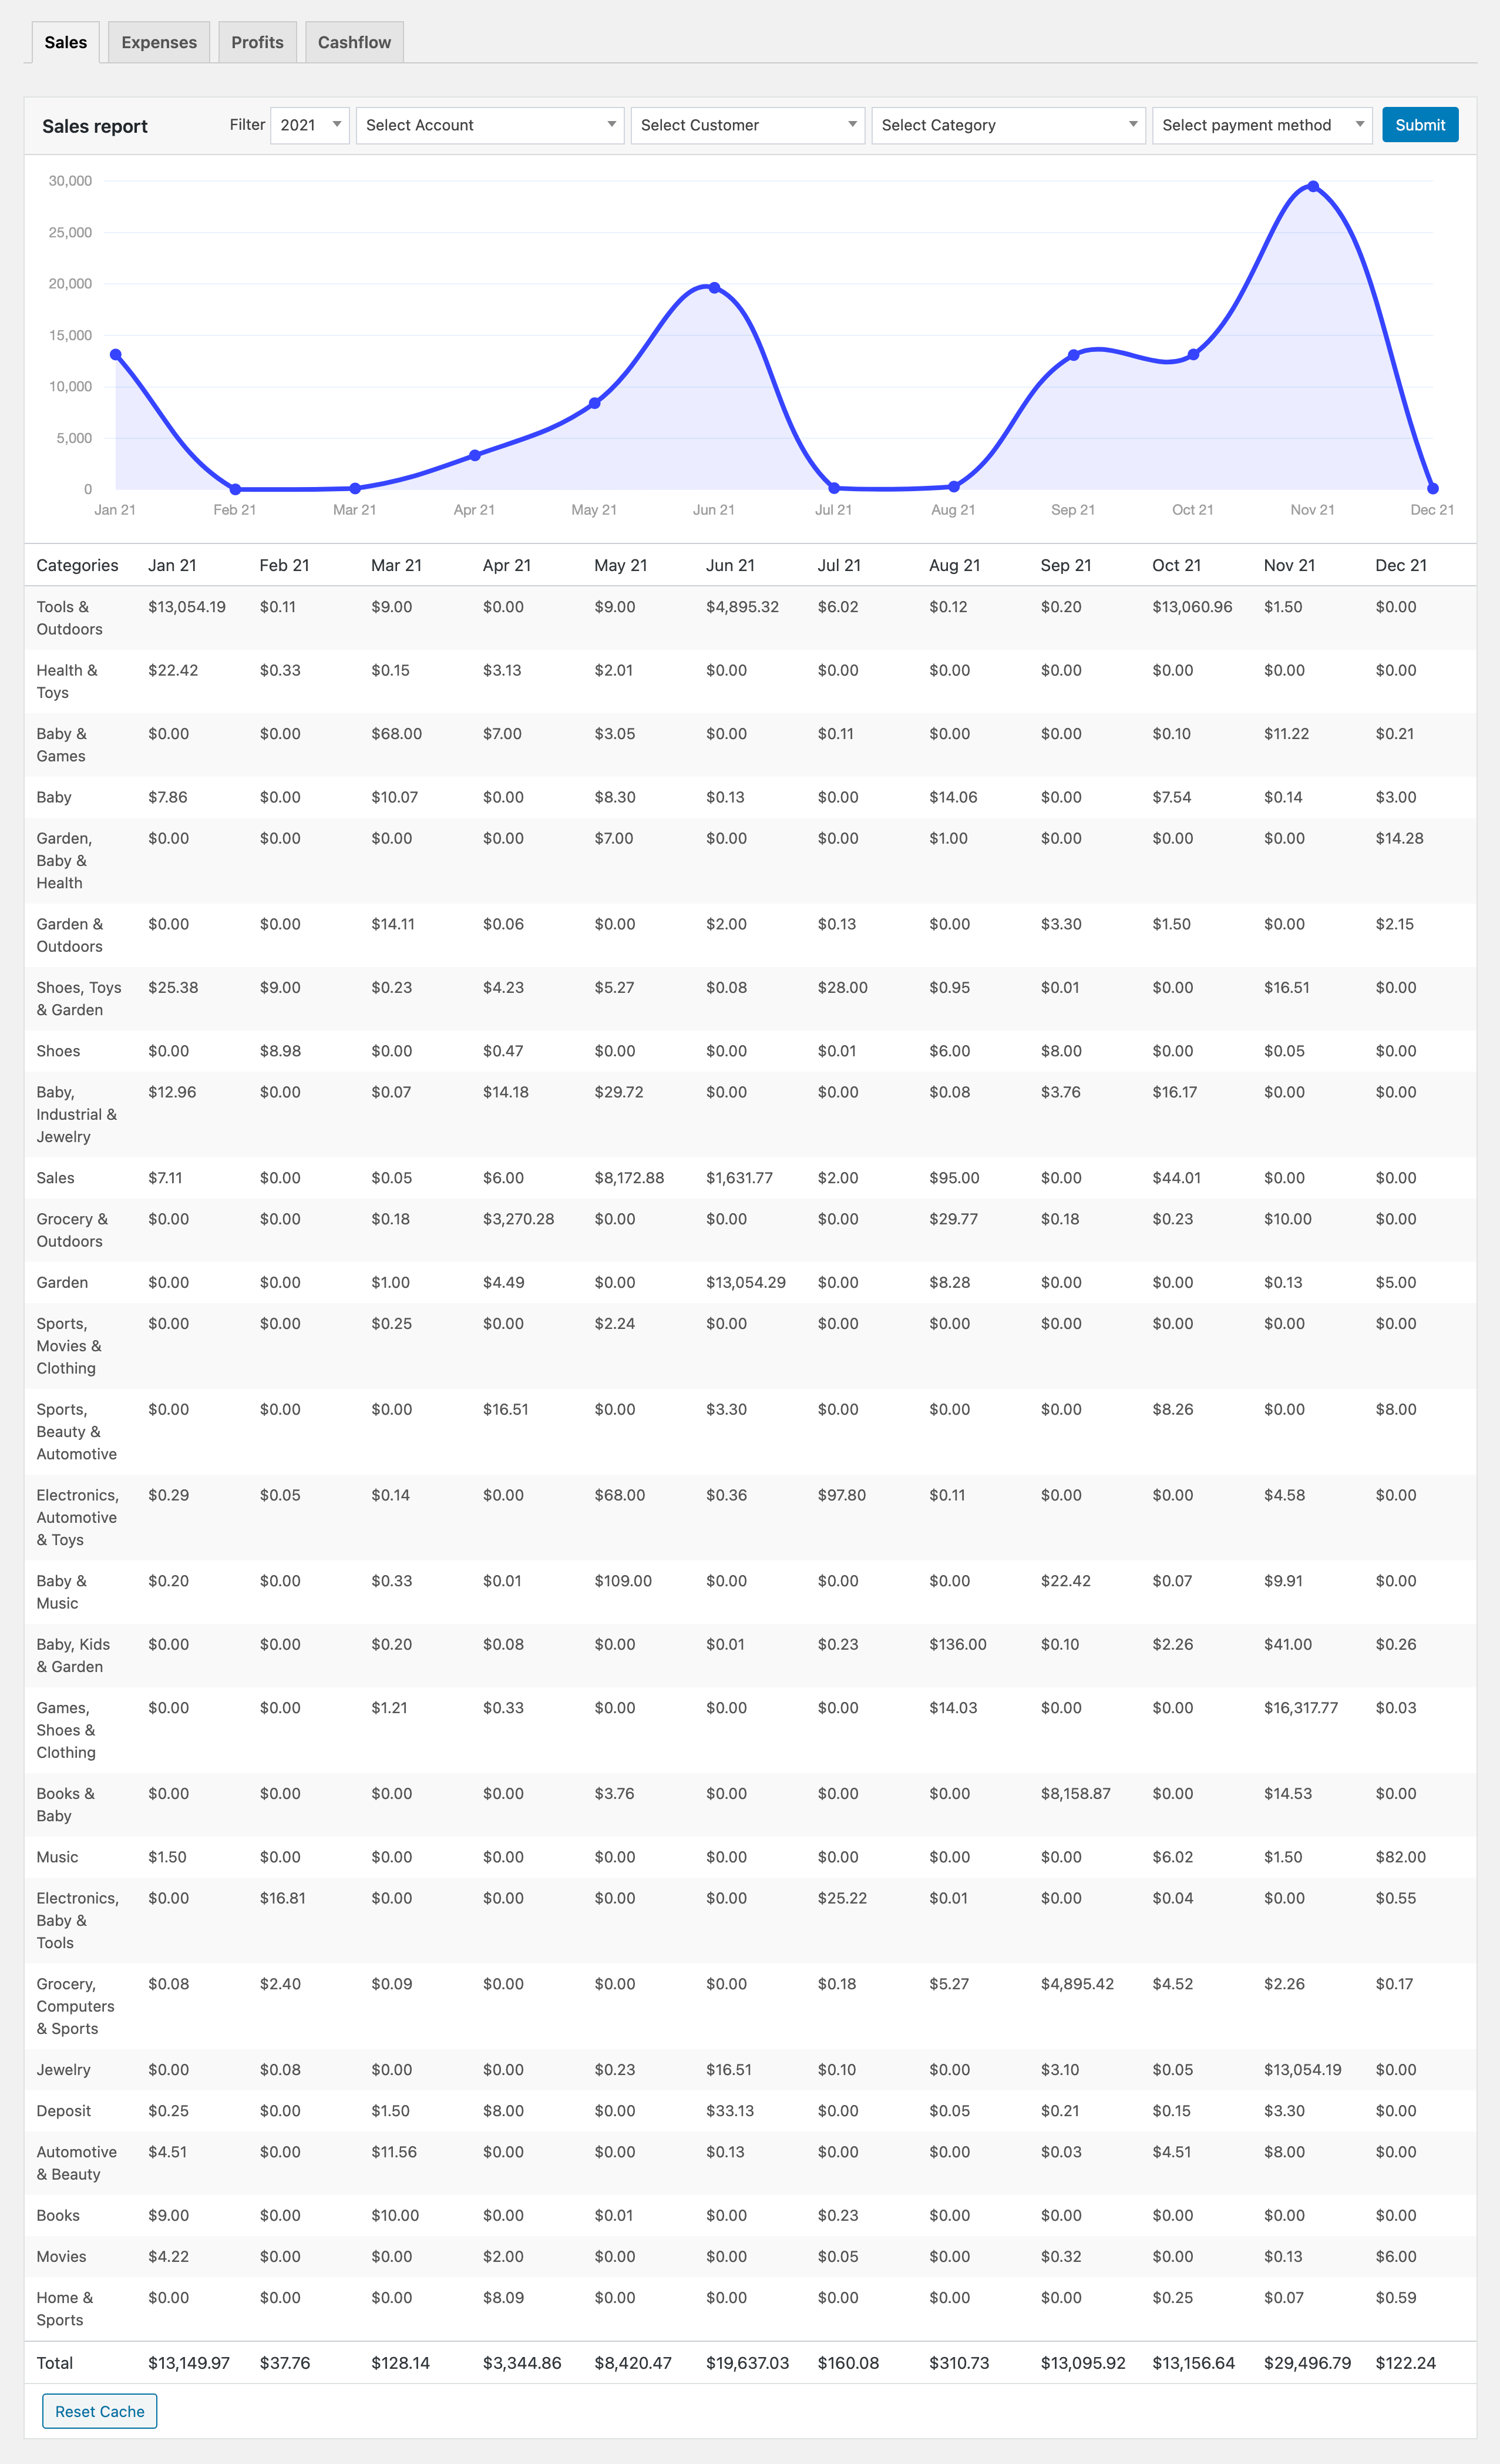 Sales Expenses Profits Cashflow
Sales report Filter 2021 Select Account Select Customer Select Category Select payment method Submit
30,000
25,000
20,000
15,000
10,000
5,000
0
Jan 21 Feb 21 Mar 21 Apr 21 May 21 Jun 21 Jul 21 Aug 21 Sep 21 Oct 21 Nov 21 Dec 21
Categories Jan 21 Feb 21 Mar 21 Apr 21 May 21 Jun 21 Jul 21 Aug 21 Sep 21 Oct 21 Nov 21 Dec 21
Tools & $13,054.19 $0.11 $9.00 $0.00 $9.00 $4,895.32 $6.02 $0.12 $0.20 $13,060.96 $1.50 $0.00
Outdoors
Health & $22.42 $0.33 $0.15 $3.13 $2.01 $0.00 $0.00 $0.00 $0.00 $0.00 $0.00 $0.00
Toys
Baby & $0.00 $0.00 $68.00 $7.00 $3.05 $0.00 $0.11 $0.00 $0.00 $0.10 $11.22 $0.21
Games
Baby $7.86 $0.00 $10.07 $0.00 $8.30 $0.13 $0.00 $14.06 $0.00 $7.54 $0.14 $3.00
Garden, $0.00 $0.00 $0.00 $0.00 $7.00 $0.00 $0.00 $1.00 $0.00 $0.00 $0.00 $14.28
Baby &
Health
Garden & $0.00 $0.00 $14.11 $0.06 $0.00 $2.00 $0.13 $0.00 $3.30 $1.50 $0.00 $2.15
Outdoors
Shoes, Toys $25.38 $9.00 $0.23 $4.23 $5.27 $0.08 $28.00 $0.95 $0.01 $0.00 $16.51 $0.00
& Garden
Shoes $0.00 $8.98 $0.00 $0.47 $0.00 $0.00 $0.01 $6.00 $8.00 $0.00 $0.05 $0.00
Baby, $12.96 $0.00 $0.07 $14.18 $29.72 $0.00 $0.00 $0.08 $3.76 $16.17 $0.00 $0.00
Industrial &
Jewelry
Sales $7.11 $0.00 $0.05 $6.00 $8,172.88 $1,631.77 $2.00 $95.00 $0.00 $44.01 $0.00 $0.00
Grocery & $0.00 $0.00 $0.18 $3,270.28 $0.00 $0.00 $0.00 $29.77 $0.18 $0.23 $10.00 $0.00
Outdoors
Garden $0.00 $0.00 $1.00 $4.49 $0.00 $13,054.29 $0.00 $8.28 $0.00 $0.00 $0.13 $5.00
Sports, $0.00 $0.00 $0.25 $0.00 $2.24 $0.00 $0.00 $0.00 $0.00 $0.00 $0.00 $0.00
Movies &
Clothing
Sports, $0.00 $0.00 $0.00 $16.51 $0.00 $3.30 $0.00 $0.00 $0.00 $8.26 $0.00 $8.00
Beauty &
Automotive
Electronics, $0.29 $0.05 $0.14 $0.00 $68.00 $0.36 $97.80 $0.11 $0.00 $0.00 $4.58 $0.00
Automotive
& Toys
Baby & $0.20 $0.00 $0.33 $0.01 $109.00 $0.00 $0.00 $0.00 $22.42 $0.07 $9.91 $0.00
Music
Baby, Kids $0.00 $0.00 $0.20 $0.08 $0.00 $0.01 $0.23 $136.00 $0.10 $2.26 $41.00 $0.26
& Garden
Games, $0.00 $0.00 $1.21 $0.33 $0.00 $0.00 $0.00 $14.03 $0.00 $0.00 $16,317.77 $0.03
Shoes &
Clothing
Books & $0.00 $0.00 $0.00 $0.00 $3.76 $0.00 $0.00 $0.00 $8,158.87 $0.00 $14.53 $0.00
Baby
Music $1.50 $0.00 $0.00 $0.00 $0.00 $0.00 $0.00 $0.00 $0.00 $6.02 $1.50 $82.00
Electronics, $0.00 $16.81 $0.00 $0.00 $0.00 $0.00 $25.22 $0.01 $0.00 $0.04 $0.00 $0.55
Baby &
Tools
Grocery, $0.08 $2.40 $0.09 $0.00 $0.00 $0.00 $0.18 $5.27 $4,895.42 $4.52 $2.26 $0.17
Computers
& Sports
Jewelry $0.00 $0.08 $0.00 $0.00 $0.23 $16.51 $0.10 $0.00 $3.10 $0.05 $13,054.19 $0.00
Deposit $0.25 $0.00 $1.50 $8.00 $0.00 $33.13 $0.00 $0.05 $0.21 $0.15 $3.30 $0.00
Automotive $4.51 $0.00 $11.56 $0.00 $0.00 $0.13 $0.00 $0.00 $0.03 $4.51 $8.00 $0.00
& Beauty
Books $9.00 $0.00 $10.00 $0.00 $0.01 $0.00 $0.23 $0.00 $0.00 $0.00 $0.00 $0.00
Movies $4.22 $0.00 $0.00 $2.00 $0.00 $0.00 $0.05 $0.00 $0.32 $0.00 $0.13 $6.00
Home & $0.00 $0.00 $0.00 $8.09 $0.00 $0.00 $0.00 $0.00 $0.00 $0.25 $0.07 $0.59
Sports
Total $13,149.97 $37.76 $128.14 $3,344.86 $8,420.47 $19,637.03 $160.08 $310.73 $13,095.92 $13,156.64 $29,496.79 $122.24
Reset Cache